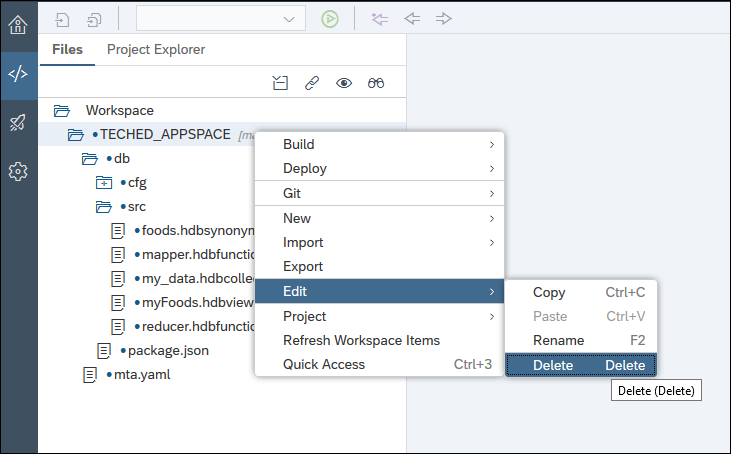 Files Project Explorer
Workspace
TECHED_APPSPACE
db
cfg
src
foods.hdbsynonym
mapper.hdbfunctio
my_data.hdbcolle
myFoods.hdbview
reducer.hdbfunctio
package.json
mta.yaml
Build
Deploy
Git
New
Import
Export
Edit
Project
Refresh Workspace Items
Quick Access Ctrl+3
Copy Ctrl+C
Paste Ctrl+V
Rename F2
Delete Delete
Delete (Delete)